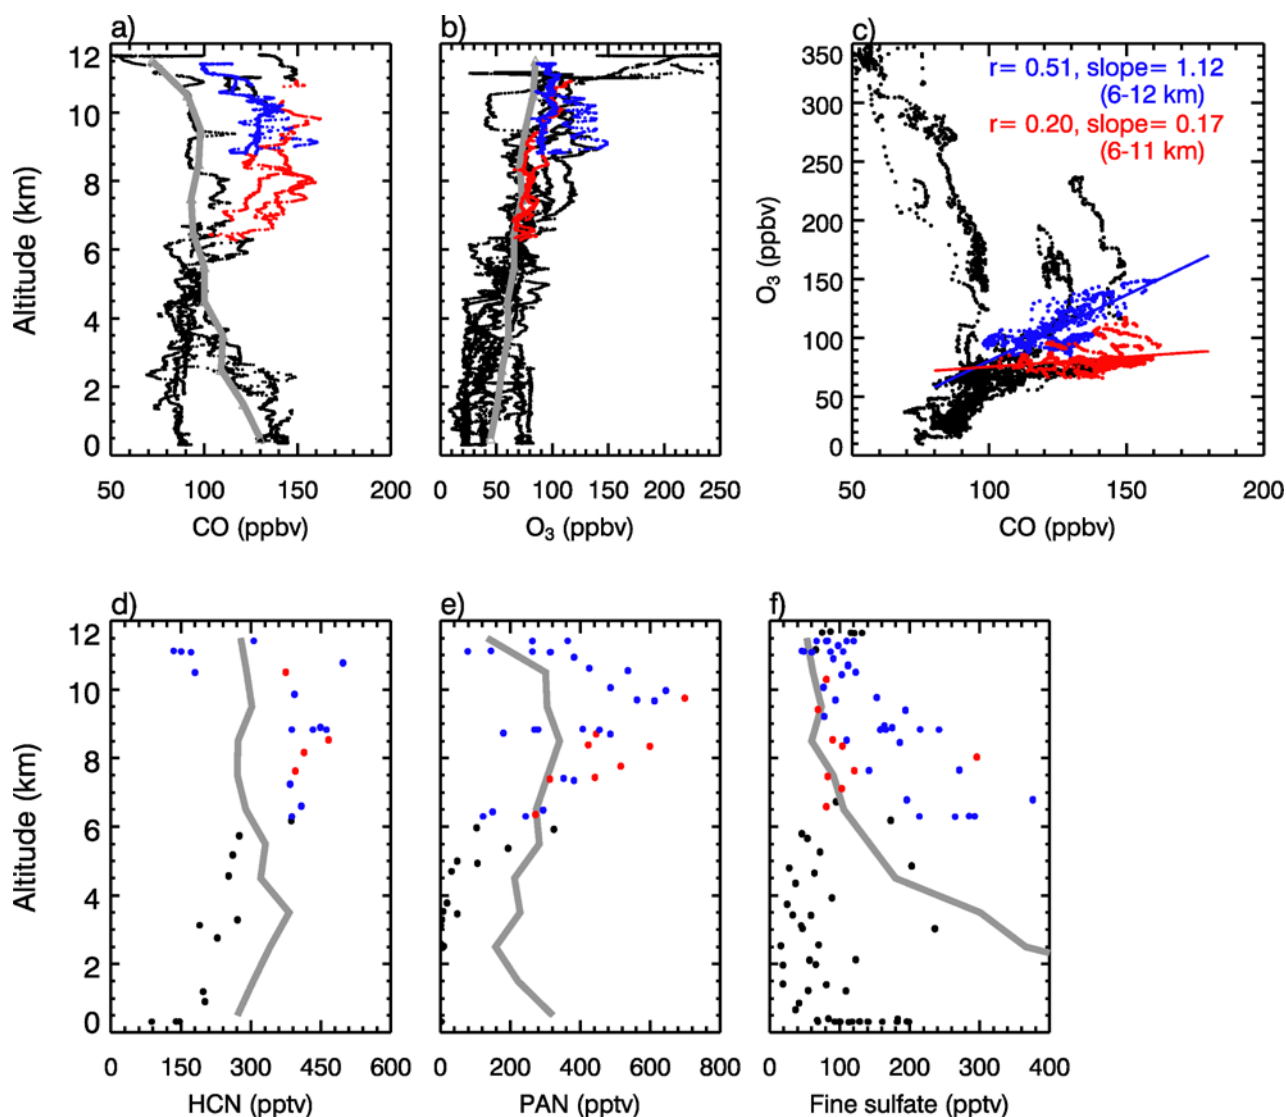 a)
b)
c)
12
10
8
6
4
2
0
Altitude (km)
50 100 150 200
CO (ppbv)
0 50 100 150 200 250
O3 (ppbv)
350
300
250
200
150
100
50
0
O3 (ppbv)
r= 0.51, slope= 1.12
(6-12 km)
r= 0.20, slope= 0.17
(6-11 km)
50 100 150 200
CO (ppbv)
d)
e)
f)
12
10
8
6
4
2
0
Altitude (km)
0 150 300 450 600
HCN (pptv)
0 200 400 600 800
PAN (pptv)
0 100 200 300 400
Fine sulfate (pptv)